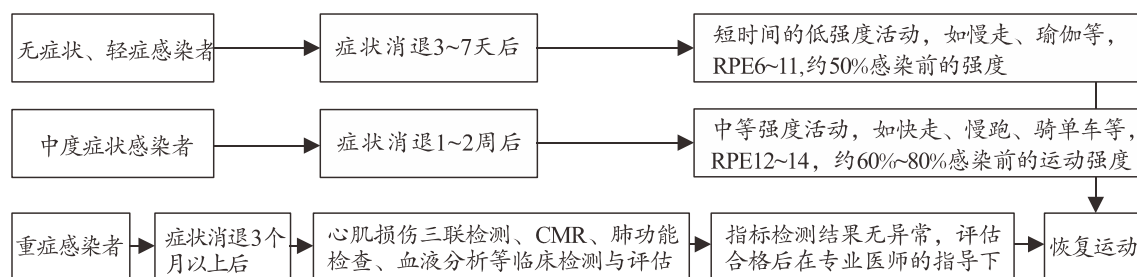 无症状、轻症感染者
症状消退3~7天后
短时间的低强度活动，如慢走、瑜伽等，
RPE6~11,约50%感染前的强度
中度症状感染者
症状消退1~2周后
中等强度活动，如快走、慢跑、骑单车等，
RPE12~14，约60%~80%感染前的运动强度
重症感染者
症状消退3个
月以上后
心肌损伤三联检测、CMR、肺功能
检查、血液分析等临床检测与评估
指标检测结果无异常，评估
合格后在专业医师的指导下
恢复运动